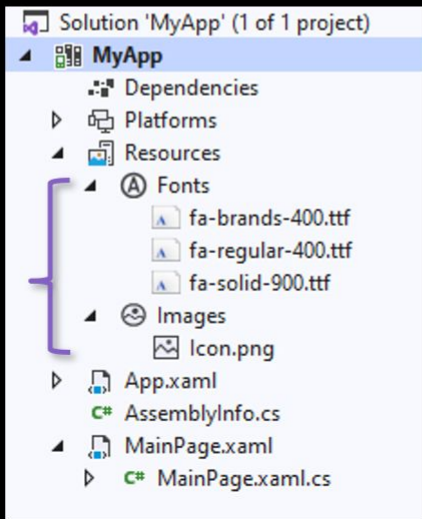 Solution 'MyApp' (1 of 1 project)
MyApp
Dependencies
Platforms
Resources
Fonts
fa-brands-400.ttf
fa-regular-400.ttf
fa-solid-900.ttf
Images
Icon.png
App.xaml
C# AssemblyInfo.cs
MainPage.xaml
C# MainPage.xaml.cs